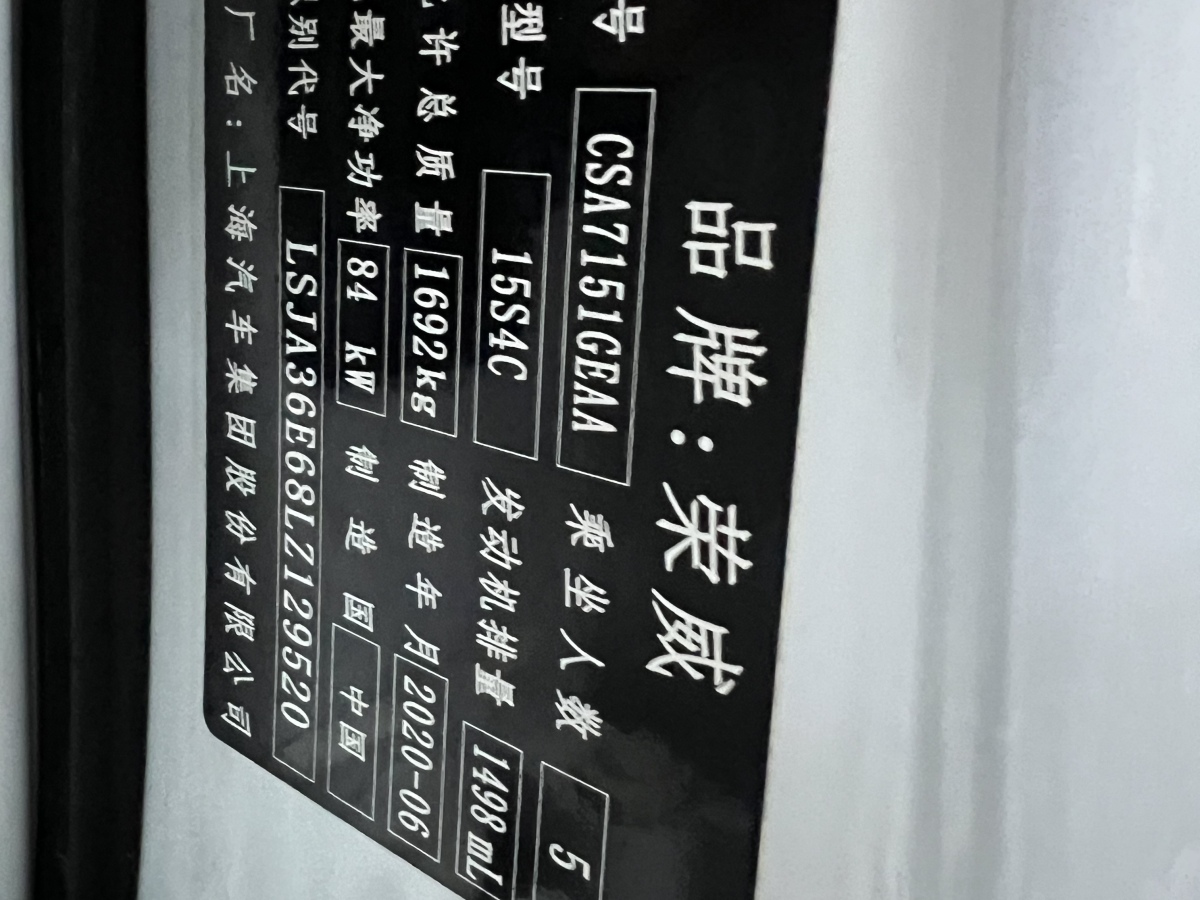 品牌：荣威
号 CSA7151GEAA 乘坐人数 5
型号 15S4C 发动机排量 1498 mL
许总质量 1692kg 制造年月 2020-06
最大净功率 84 kW 制造国 中国
别代号 LSJA36E68LZ129520
厂名：上海汽车集团股份有限公司